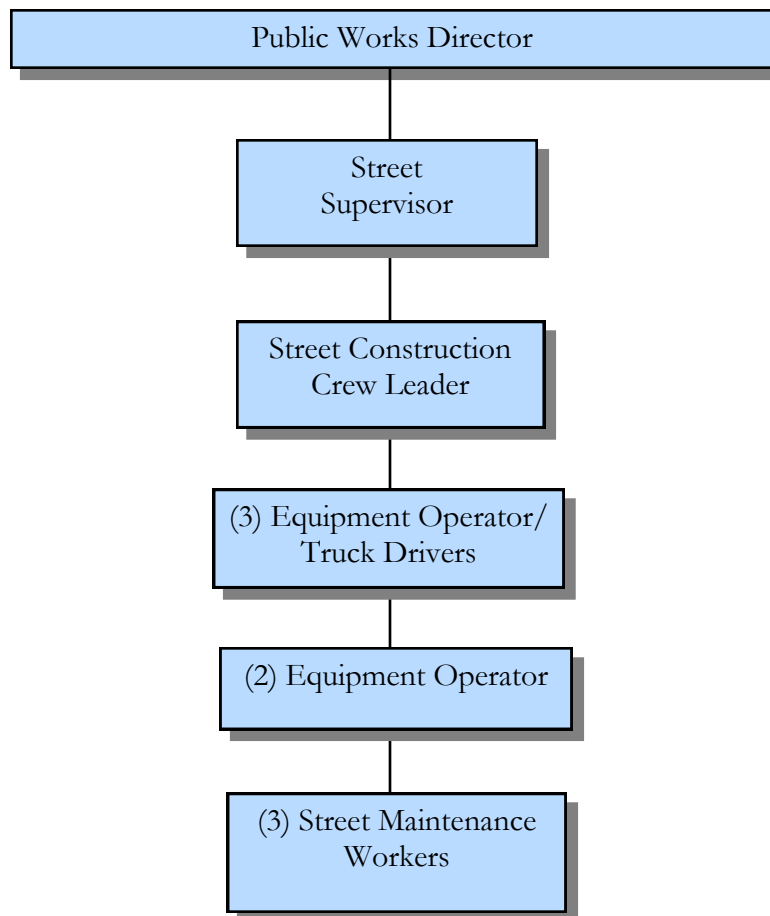 Public Works Director
Street
Supervisor
Street Construction
Crew Leader
(3) Equipment Operator/
Truck Drivers
(2) Equipment Operator
(3) Street Maintenance
Workers